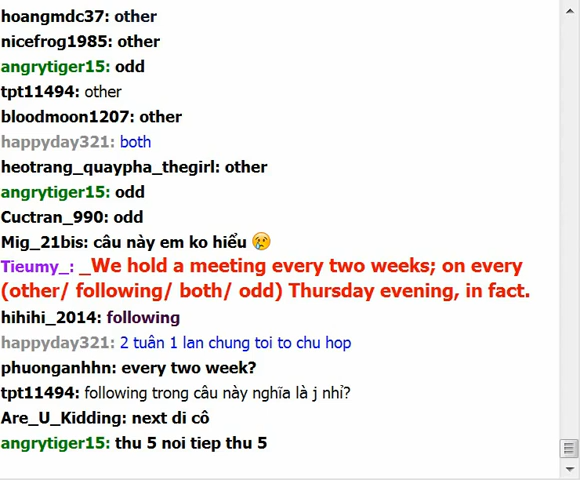 hoangmdc37: other
nicefrog1985: other
angrytiger15: odd
tpt11494: other
bloodmoon1207: other
happyday321: both
heotrang_quaypha_thegirl: other
angrytiger15: odd
Cuctran_990: odd
Mig_21bis: câu này em ko hiểu
Tieumy_: _We hold a meeting every two weeks; on every
(other/ following/ both/ odd) Thursday evening, in fact.
hihihi_2014: following
happyday321: 2 tuân 1 lan chung toi to chu hop
phuonganhhn: every two week?
tpt11494: following trong câu này nghĩa là j nhỉ?
Are_U_Kidding: next di cô
angrytiger15: thu 5 noi tiep thu 5